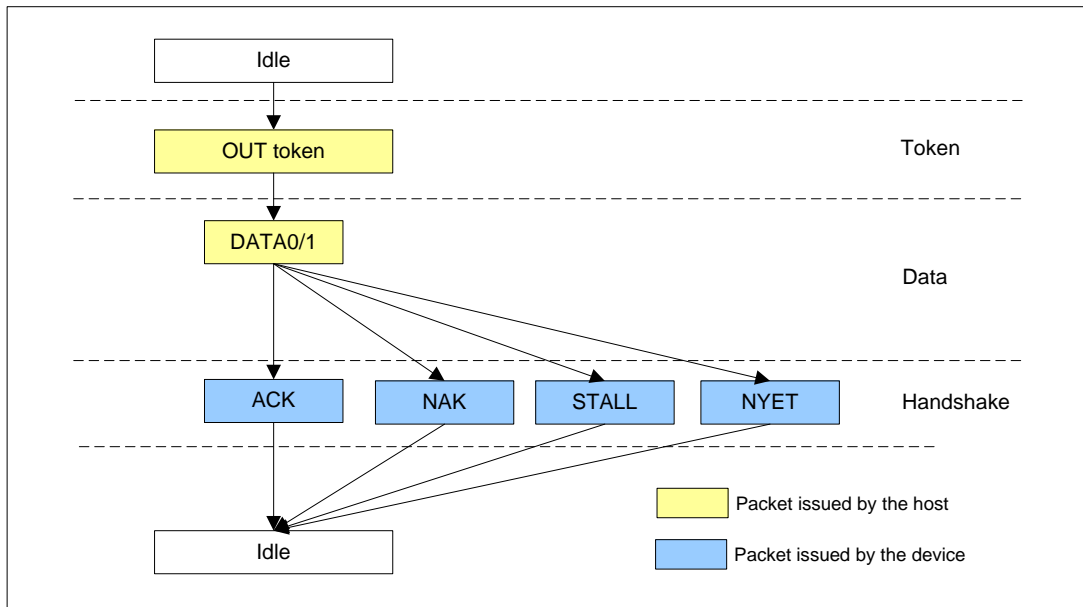 Idle
OUT token
Token
DATA0/1
Data
ACK
NAK
STALL
NYET
Handshake
Packet issued by the host
Idle
Packet issued by the device